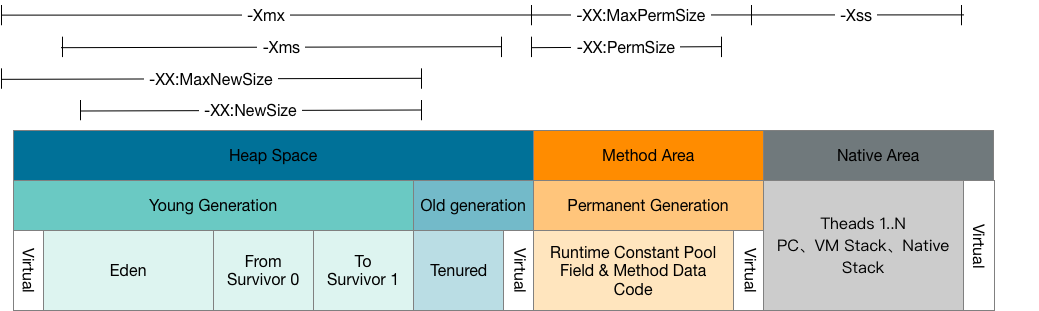 -Xmx
-XX:MaxPermSize
-Xss
-Xms
-XX:PermSize
-XX:MaxNewSize
-XX:NewSize
Heap Space
Method Area
Native Area
Young Generation
Old generation
Permanent Generation
Virtual
Eden
From
Survivor 0
To
Survivor 1
Tenured
Virtual
Runtime Constant Pool
Field & Method Data
Code
Virtual
Theads 1..N
PC、VM Stack、Native
Stack
Virtual